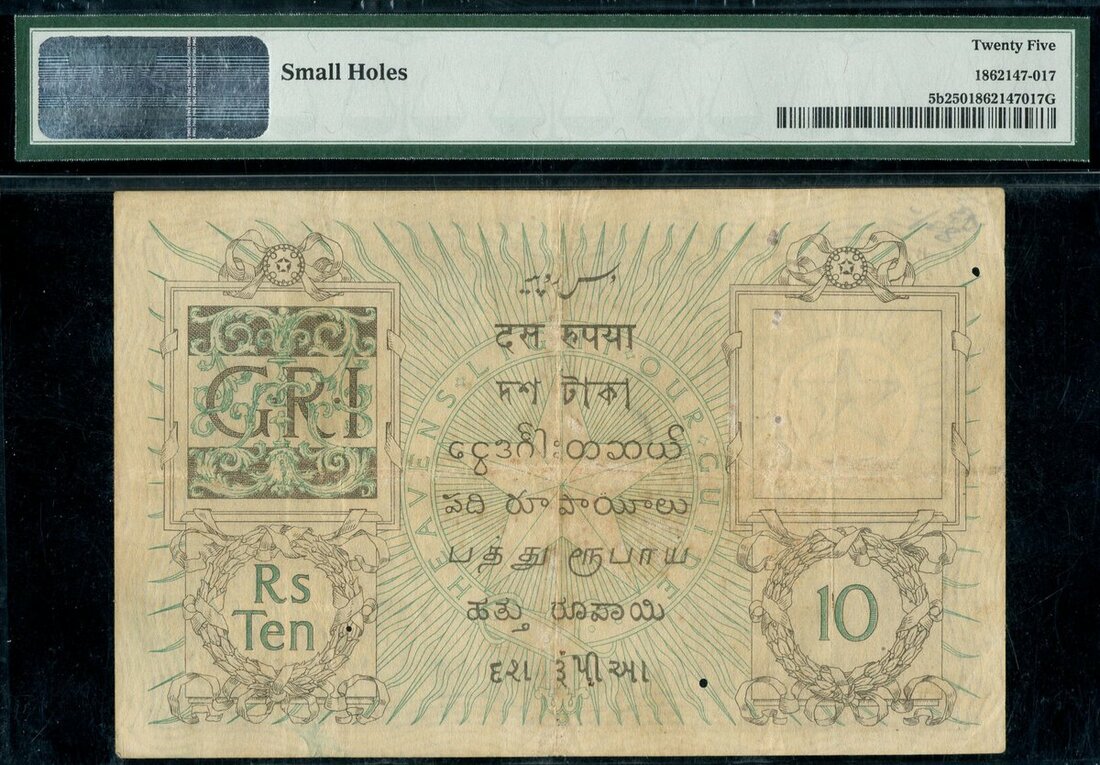 Small Holes
Twenty Five
1862147-017
5b2501862147017G
دس روپیہ
दस रुपया
দশ টাকা
ငွေဒင်္ဂါးတဆယ်
పది రూపాయీలు
பத்து ரூபாய
ಹತ್ತು ರೂಪಾಯಿ
દશ રૂપીઆ
HEAVENS LIGHT OUR GUIDE
G·R·I
Rs
Ten
10